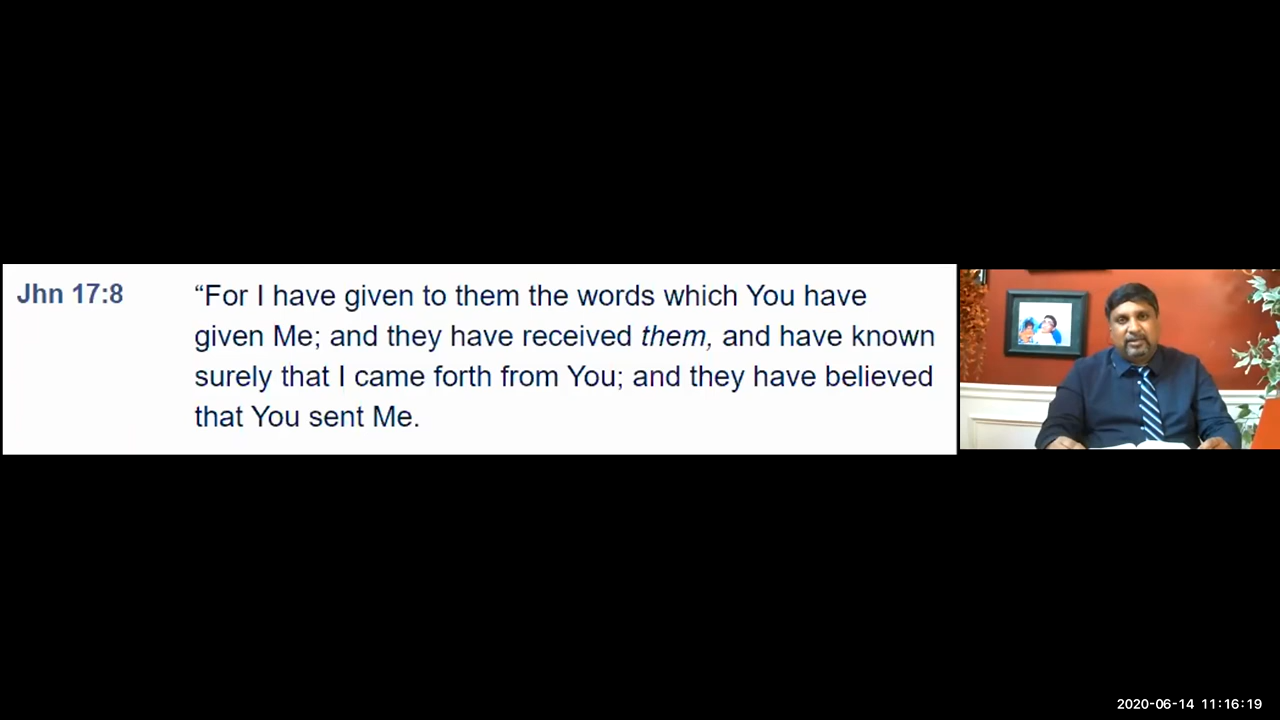 Jhn 17:8
“For I have given to them the words which You have
given Me; and they have received them, and have known
surely that I came forth from You; and they have believed
that You sent Me.
2020-06-14 11:16:19